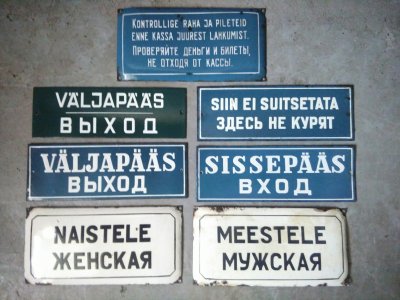 KONTROLLIGE RAHA JA PILETEID
ENNE KASSA JUUREST LAHKUMIST.
ПРОВЕРЯЙТЕ ДЕНЬГИ И БИЛЕТЫ,
НЕ ОТХОДЯ ОТ КАССЫ.
VÄLJAPÄÄS
ВЫХОД
SIIN EI SUITSETATA
ЗДЕСЬ НЕ КУРЯТ
VÄLJAPÄÄS
ВЫХОД
SISSEPÄÄS
ВХОД
NAISTELE
ЖЕНСКАЯ
MEESTELE
МУЖСКАЯ